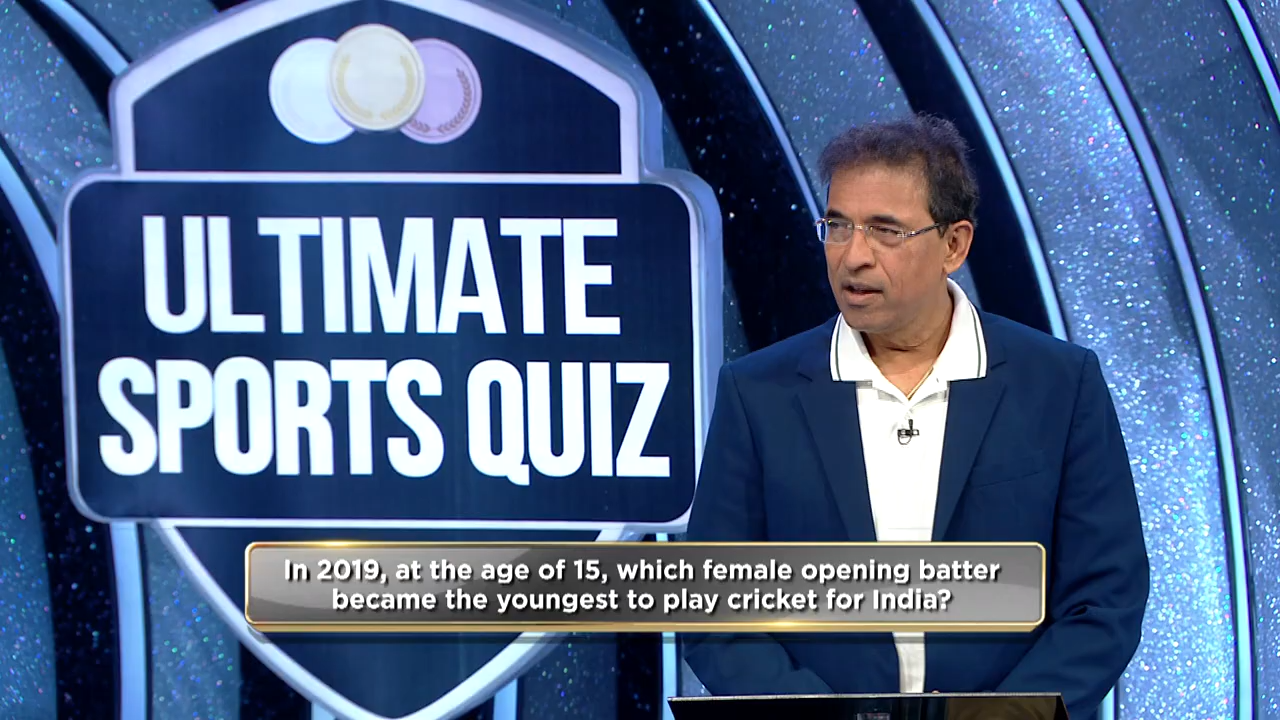 ULTIMATE
SPORTS QUIZ
In 2019, at the age of 15, which female opening batter
became the youngest to play cricket for India?